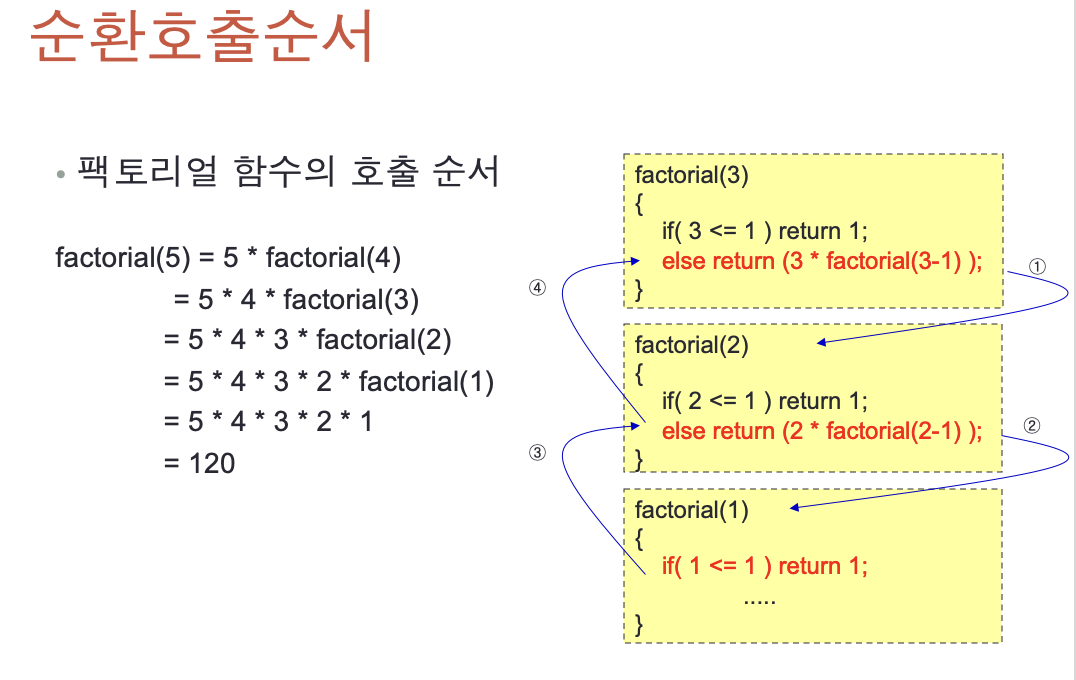 순환호출순서
• 팩토리얼 함수의 호출 순서
factorial(5) = 5 * factorial(4)
= 5 * 4 * factorial(3)
= 5 * 4 * 3 * factorial(2)
= 5 * 4 * 3 * 2 * factorial(1)
= 5 * 4 * 3 * 2 * 1
= 120
factorial(3)
{
if( 3 <= 1 ) return 1;
else return (3 * factorial(3-1) );
}
①
④
factorial(2)
{
if( 2 <= 1 ) return 1;
else return (2 * factorial(2-1) );
}
②
③
factorial(1)
{
if( 1 <= 1 ) return 1;
.....
}